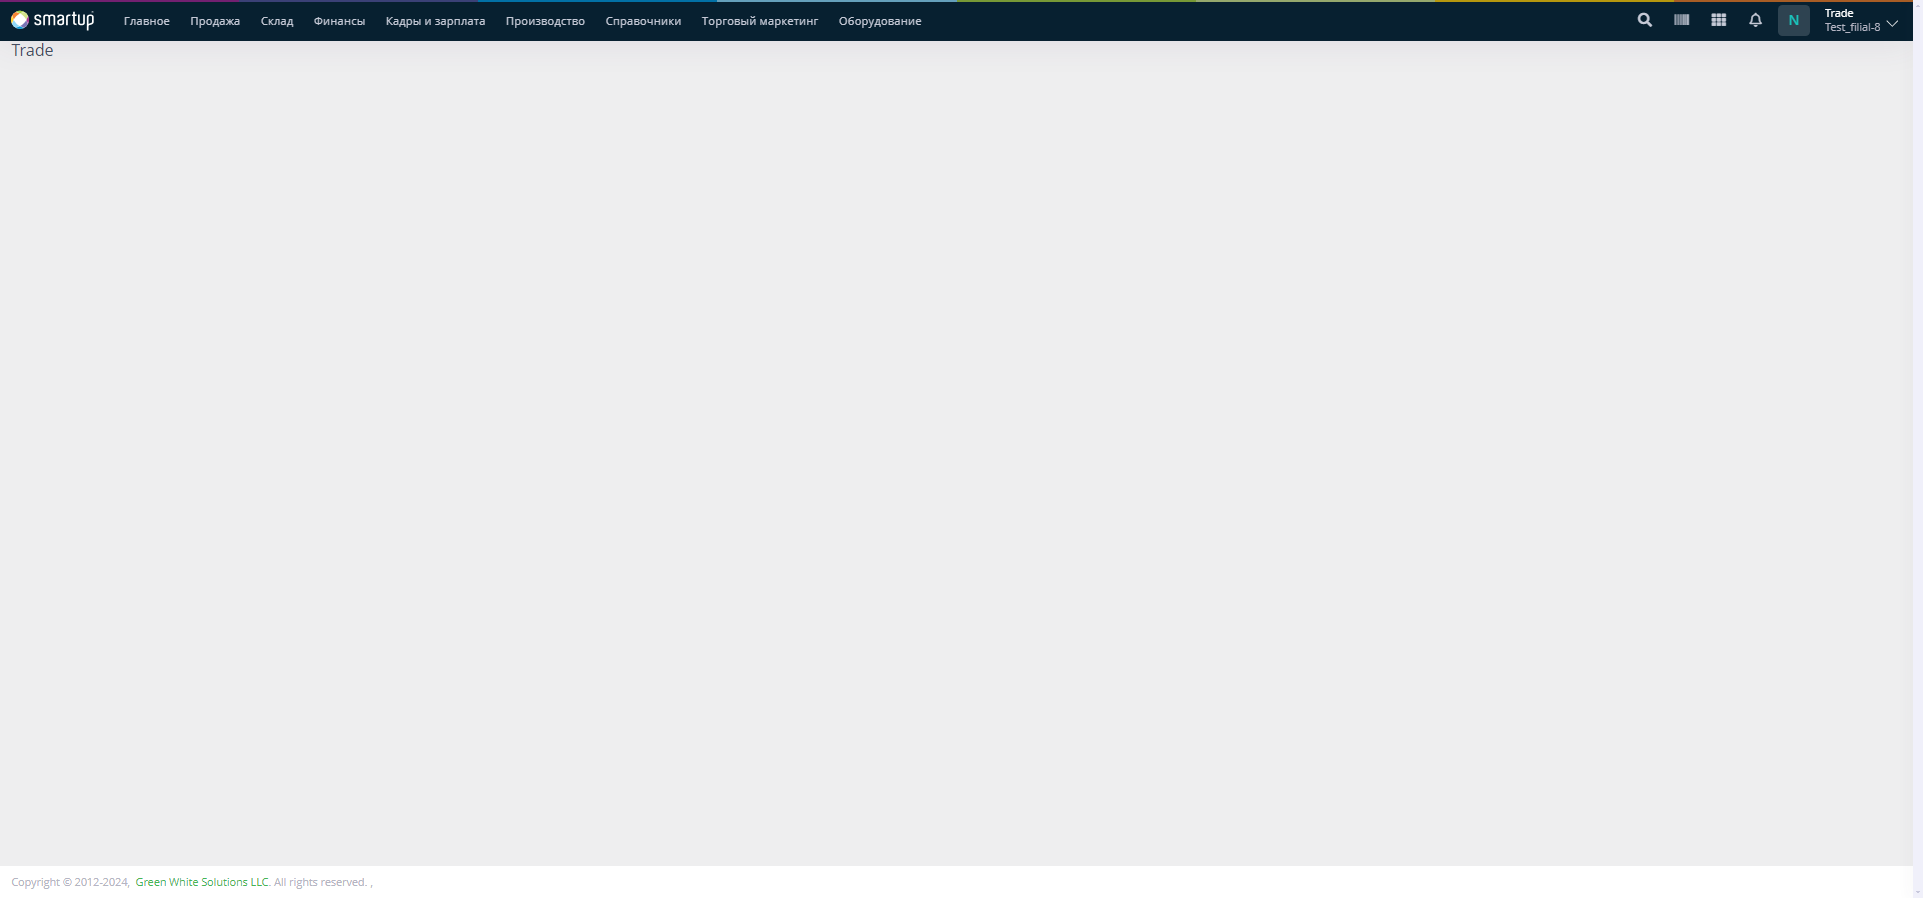 smartup Главное Продажа Склад Финансы Кадры и зарплата Производство Справочники Торговый маркетинг Оборудование N Trade
Test_filial-8
Trade
Copyright © 2012-2024, Green White Solutions LLC. All rights reserved. ,